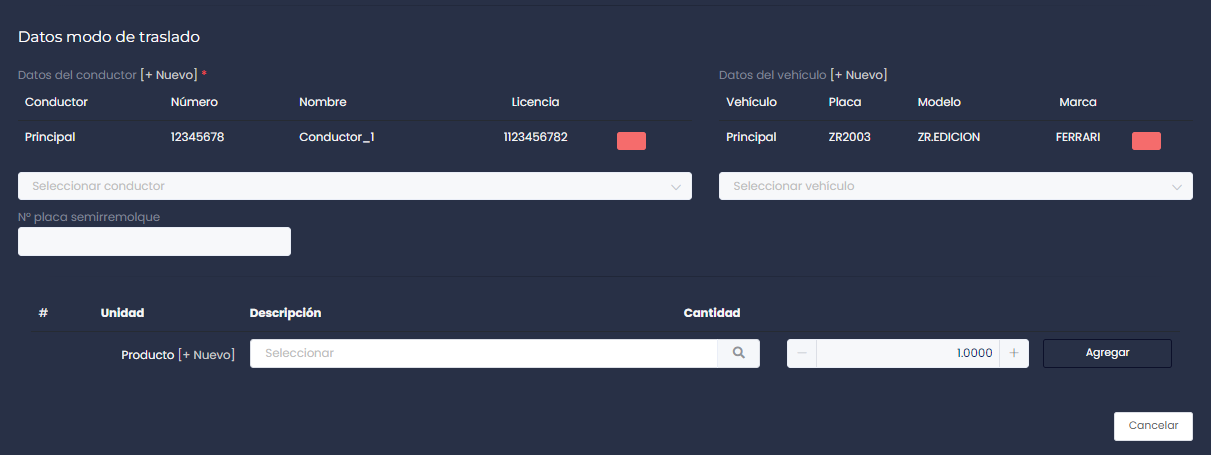 Datos modo de traslado
Datos del conductor [+ Nuevo] *
Datos del vehículo [+ Nuevo]
Conductor Número Nombre Licencia
Vehículo Placa Modelo Marca
Principal 12345678 Conductor_1 1123456782
Principal ZR2003 ZR.EDICION FERRARI
Seleccionar conductor
Seleccionar vehiculo
Nº placa semirremolque
# Unidad Descripción Cantidad
Producto [+ Nuevo] Seleccionar − 1.0000 + Agregar
Cancelar